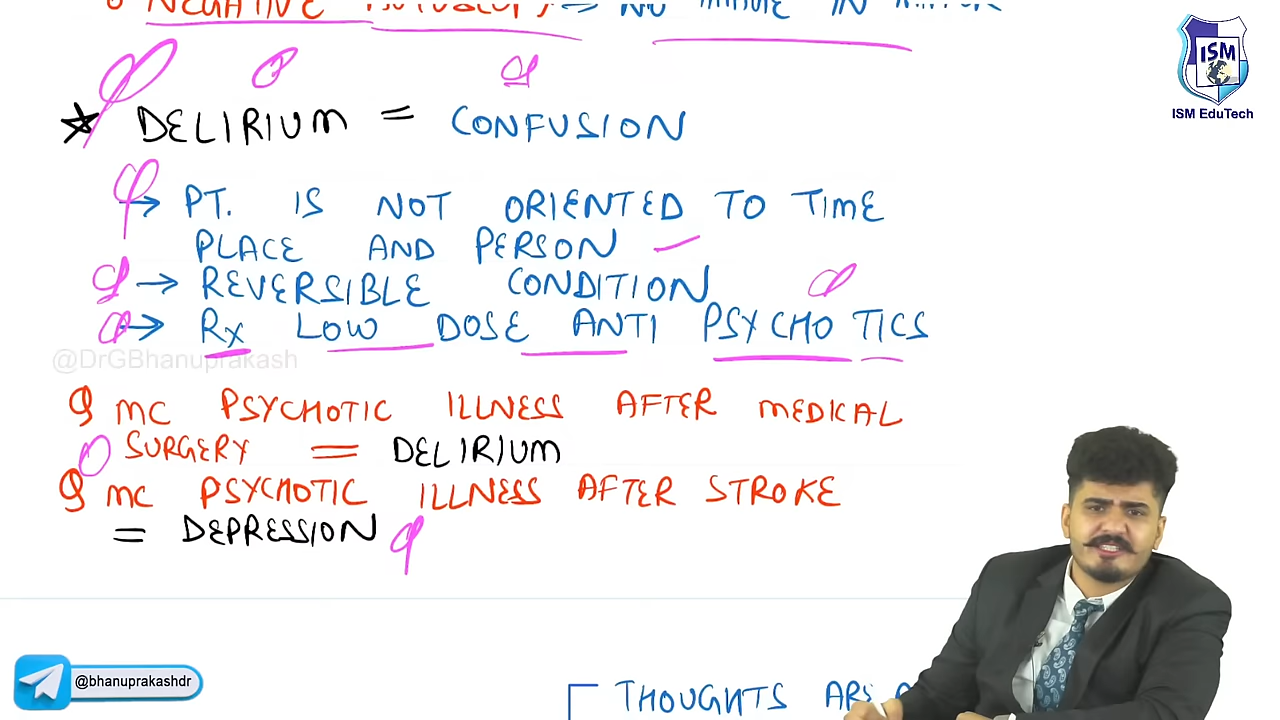 NEGATIVE
ISM
ISM EduTech
★ DELIRIUM = CONFUSION
→ PT. IS NOT ORIENTED TO TIME
PLACE AND PERSON
→ REVERSIBLE CONDITION
→ Rx LOW DOSE ANTI PSYCHOTICS
@DrGBhanuprakash
Q MC PSYCHOTIC ILLNESS AFTER MEDICAL
SURGERY = DELIRIUM
Q MC PSYCHOTIC ILLNESS AFTER STROKE
= DEPRESSION
@bhanuprakashdr
THOUGHTS